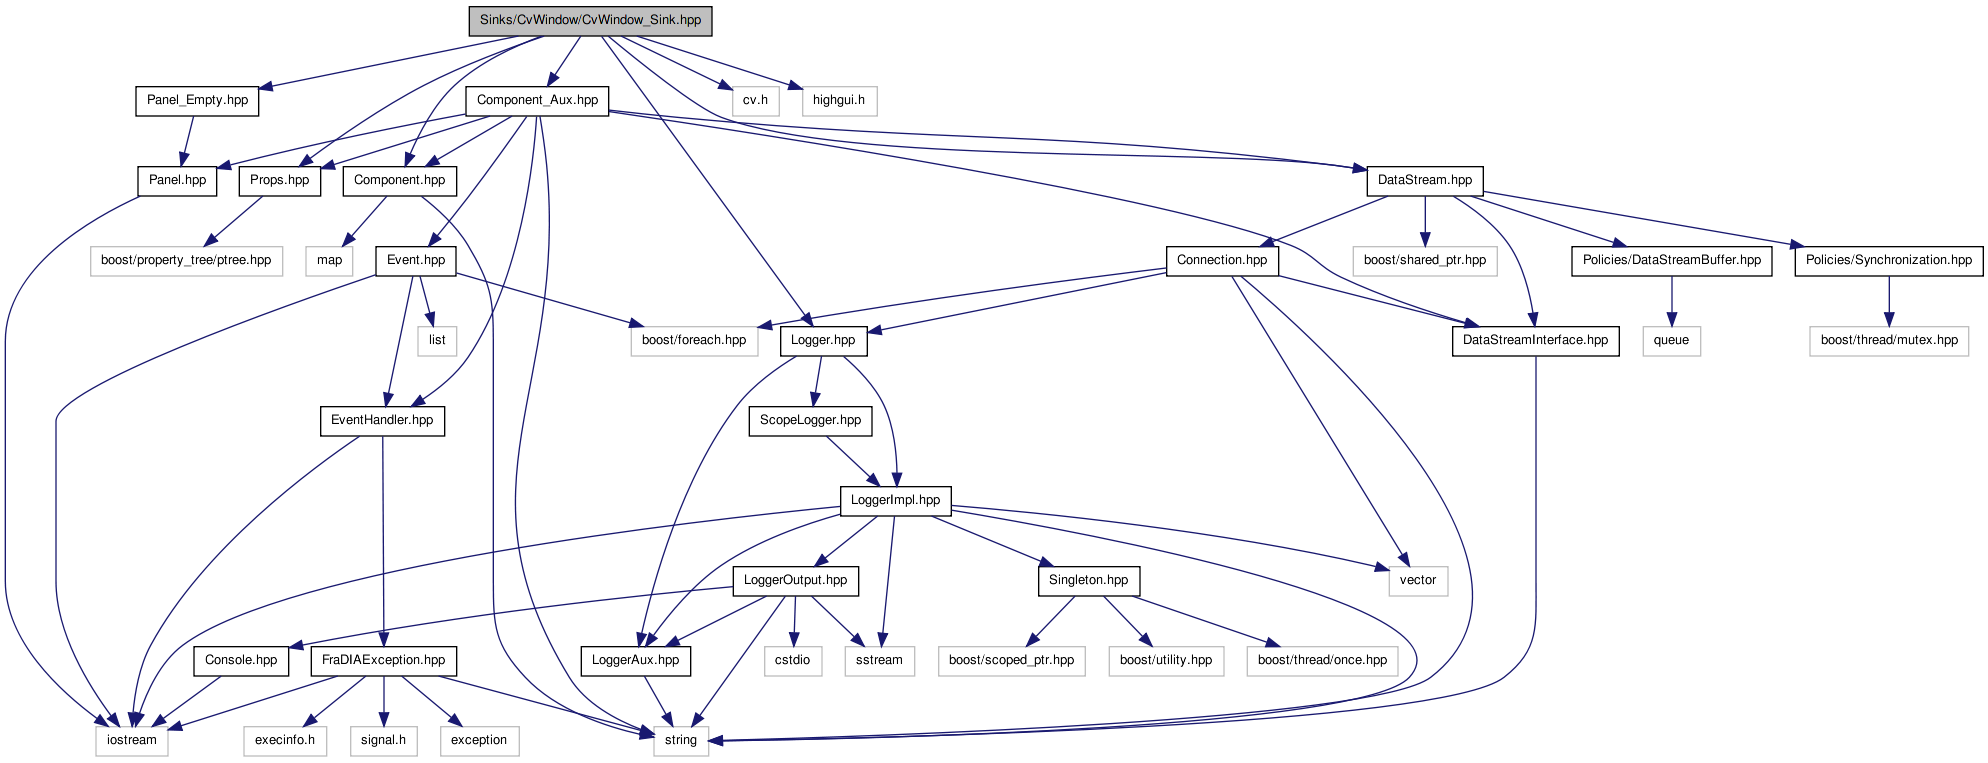 Sinks/CvWindow/CvWindow_Sink.hpp
Panel_Empty.hpp
Component_Aux.hpp
cv.h
highgui.h
Panel.hpp
Props.hpp
Component.hpp
DataStream.hpp
boost/property_tree/ptree.hpp
map
Event.hpp
Connection.hpp
boost/shared_ptr.hpp
Policies/DataStreamBuffer.hpp
Policies/Synchronization.hpp
list
boost/foreach.hpp
Logger.hpp
DataStreamInterface.hpp
queue
boost/thread/mutex.hpp
EventHandler.hpp
ScopeLogger.hpp
LoggerImpl.hpp
LoggerOutput.hpp
Singleton.hpp
vector
Console.hpp
FraDIAException.hpp
LoggerAux.hpp
cstdio
sstream
boost/scoped_ptr.hpp
boost/utility.hpp
boost/thread/once.hpp
iostream
execinfo.h
signal.h
exception
string